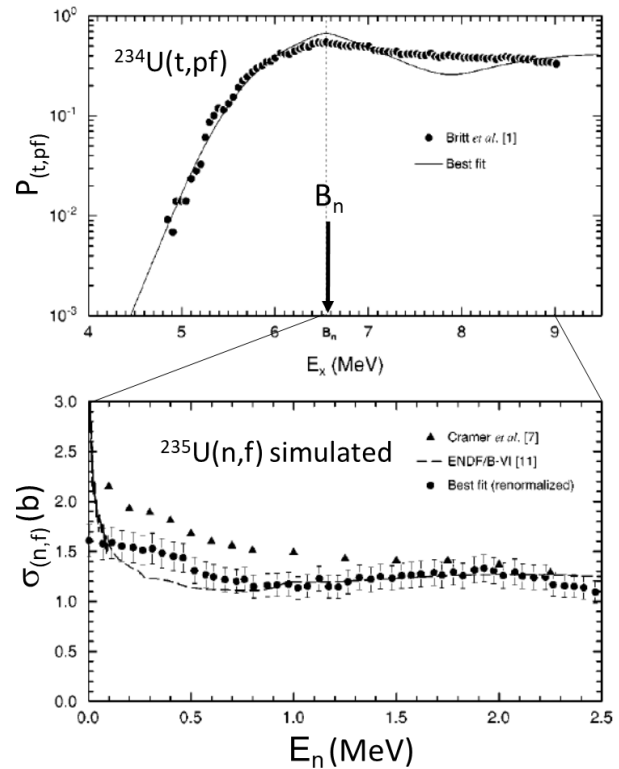 10⁰
²³⁴U(t,pf)
10⁻¹
Britt et al. [1]
Best fit
P(t,pf)
Bn
10⁻²
10⁻³
4 5 6 Bn 7 8 9
Ex (MeV)
3.0
²³⁵U(n,f) simulated
Cramer et al. [7]
2.5
ENDF/B-VI [11]
Best fit (renormalized)
2.0
σ(n,f)(b)
1.5
1.0
0.5
0.0
0.0 0.5 1.0 1.5 2.0 2.5
En (MeV)